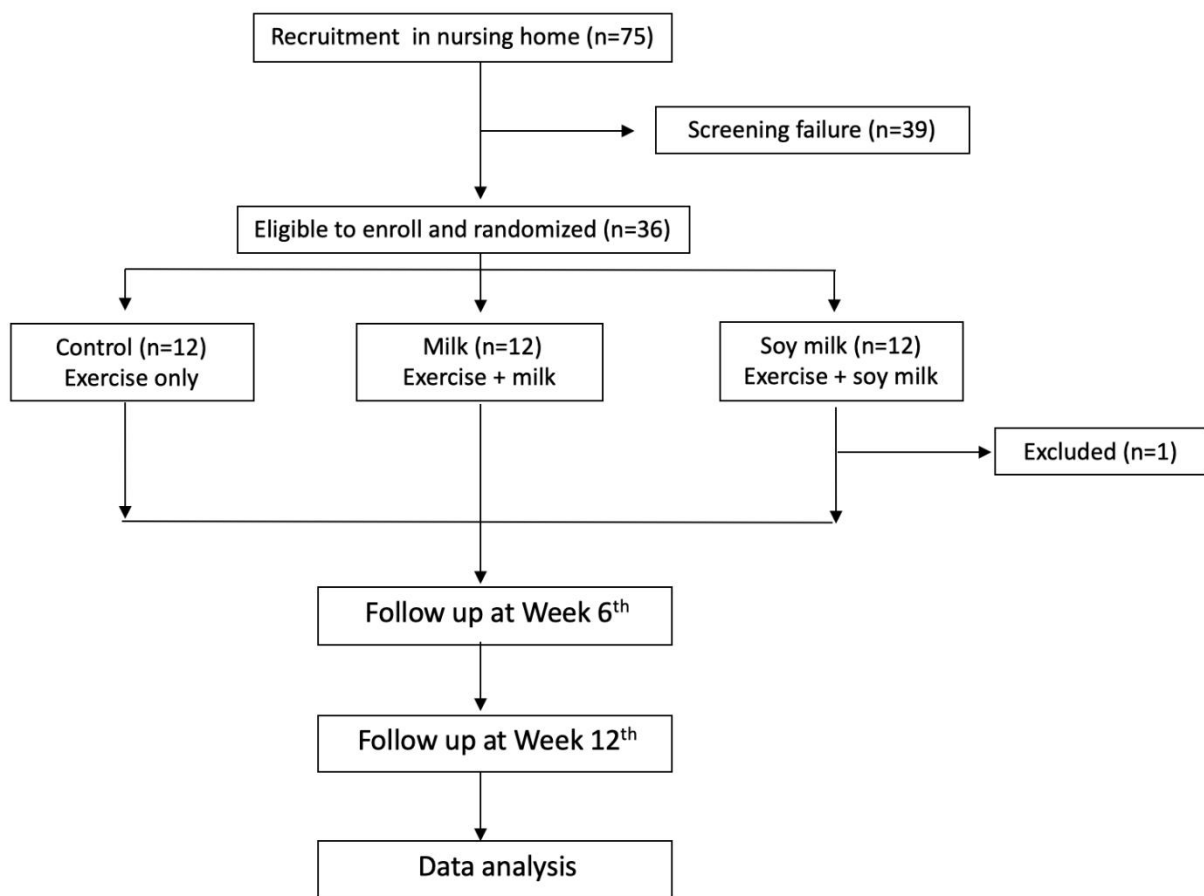 Recruitment in nursing home (n=75)
Screening failure (n=39)
Eligible to enroll and randomized (n=36)
Control (n=12)
Exercise only
Milk (n=12)
Exercise + milk
Soy milk (n=12)
Exercise + soy milk
Excluded (n=1)
Follow up at Week 6th
Follow up at Week 12th
Data analysis